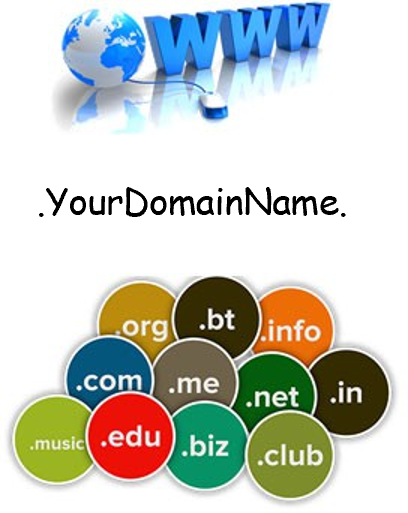 WWW
.YourDomainName.
.org .bt .info
.com .me .net .in
.music .edu .biz .club